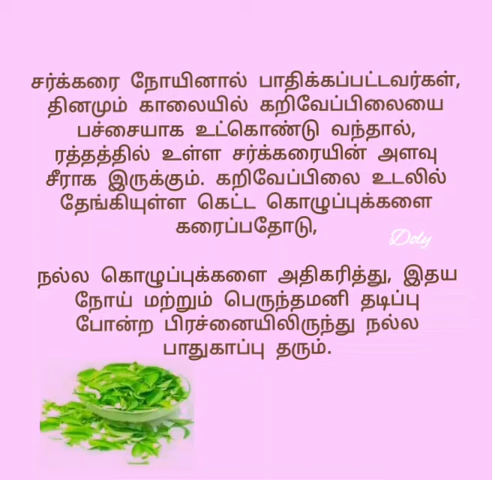 சர்க்கரை நோயினால் பாதிக்கப்பட்டவர்கள்,
தினமும் காலையில் கறிவேப்பிலையை
பச்சையாக உட்கொண்டு வந்தால்,
ரத்தத்தில் உள்ள சர்க்கரையின் அளவு
சீராக இருக்கும். கறிவேப்பிலை உடலில்
தேங்கியுள்ள கெட்ட கொழுப்புக்களை
கரைப்பதோடு,
Doly
நல்ல கொழுப்புக்களை அதிகரித்து, இதய
நோய் மற்றும் பெருந்தமனி தடிப்பு
போன்ற பிரச்னையிலிருந்து நல்ல
பாதுகாப்பு தரும்.